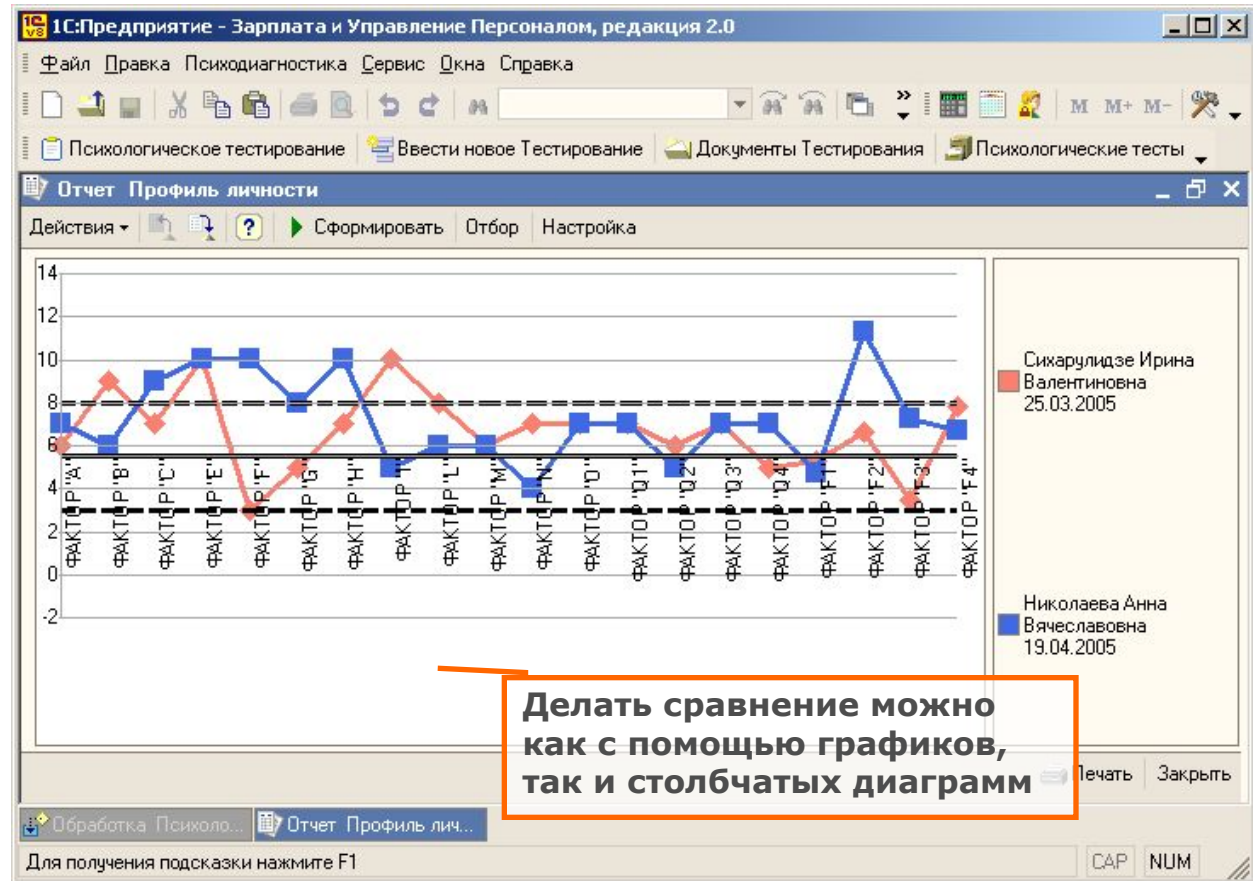 1С:Предприятие - Зарплата и Управление Персоналом, редакция 2.0
Файл Правка Психодиагностика Сервис Окна Справка
M M+ M-
Психологическое тестирование Ввести новое Тестирование Документы Тестирования Психологические тесты
Отчет Профиль личности
Действия Сформировать Отбор Настройка
14
12
10
8
6
4
2
0
-2
ФАКТОР "A"
ФАКТОР "B"
ФАКТОР "C"
ФАКТОР "E"
ФАКТОР "F"
ФАКТОР "G"
ФАКТОР "H"
ФАКТОР "I"
ФАКТОР "L"
ФАКТОР "M"
ФАКТОР "N"
ФАКТОР "O"
ФАКТОР "Q1"
ФАКТОР "Q2"
ФАКТОР "Q3"
ФАКТОР "Q4"
ФАКТОР "F1"
ФАКТОР "F2"
ФАКТОР "F3"
ФАКТОР "F4"
Сихарулидзе Ирина
Валентиновна
25.03.2005
Николаева Анна
Вячеславовна
19.04.2005
Делать сравнение можно
как с помощью графиков,
так и столбчатых диаграмм
Печать Закрыть
Обработка Психоло... Отчет Профиль лич...
Для получения подсказки нажмите F1
CAP NUM